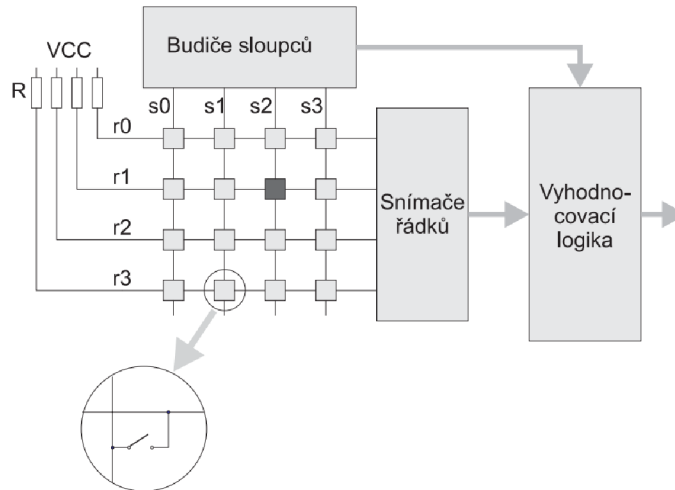 Budiče sloupců
VCC
R
s0 s1 s2 s3
r0
r1
r2
r3
Snímače
řádků
Vyhodno-
covací
logika